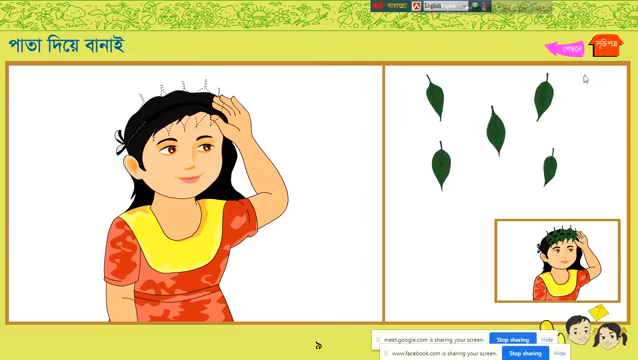 English
পাতা দিয়ে বানাই
পেছনে
সূচিপত্র
৯
meet.google.com is sharing your screen. Stop sharing Hide
www.facebook.com is sharing your screen. Stop sharing Hide